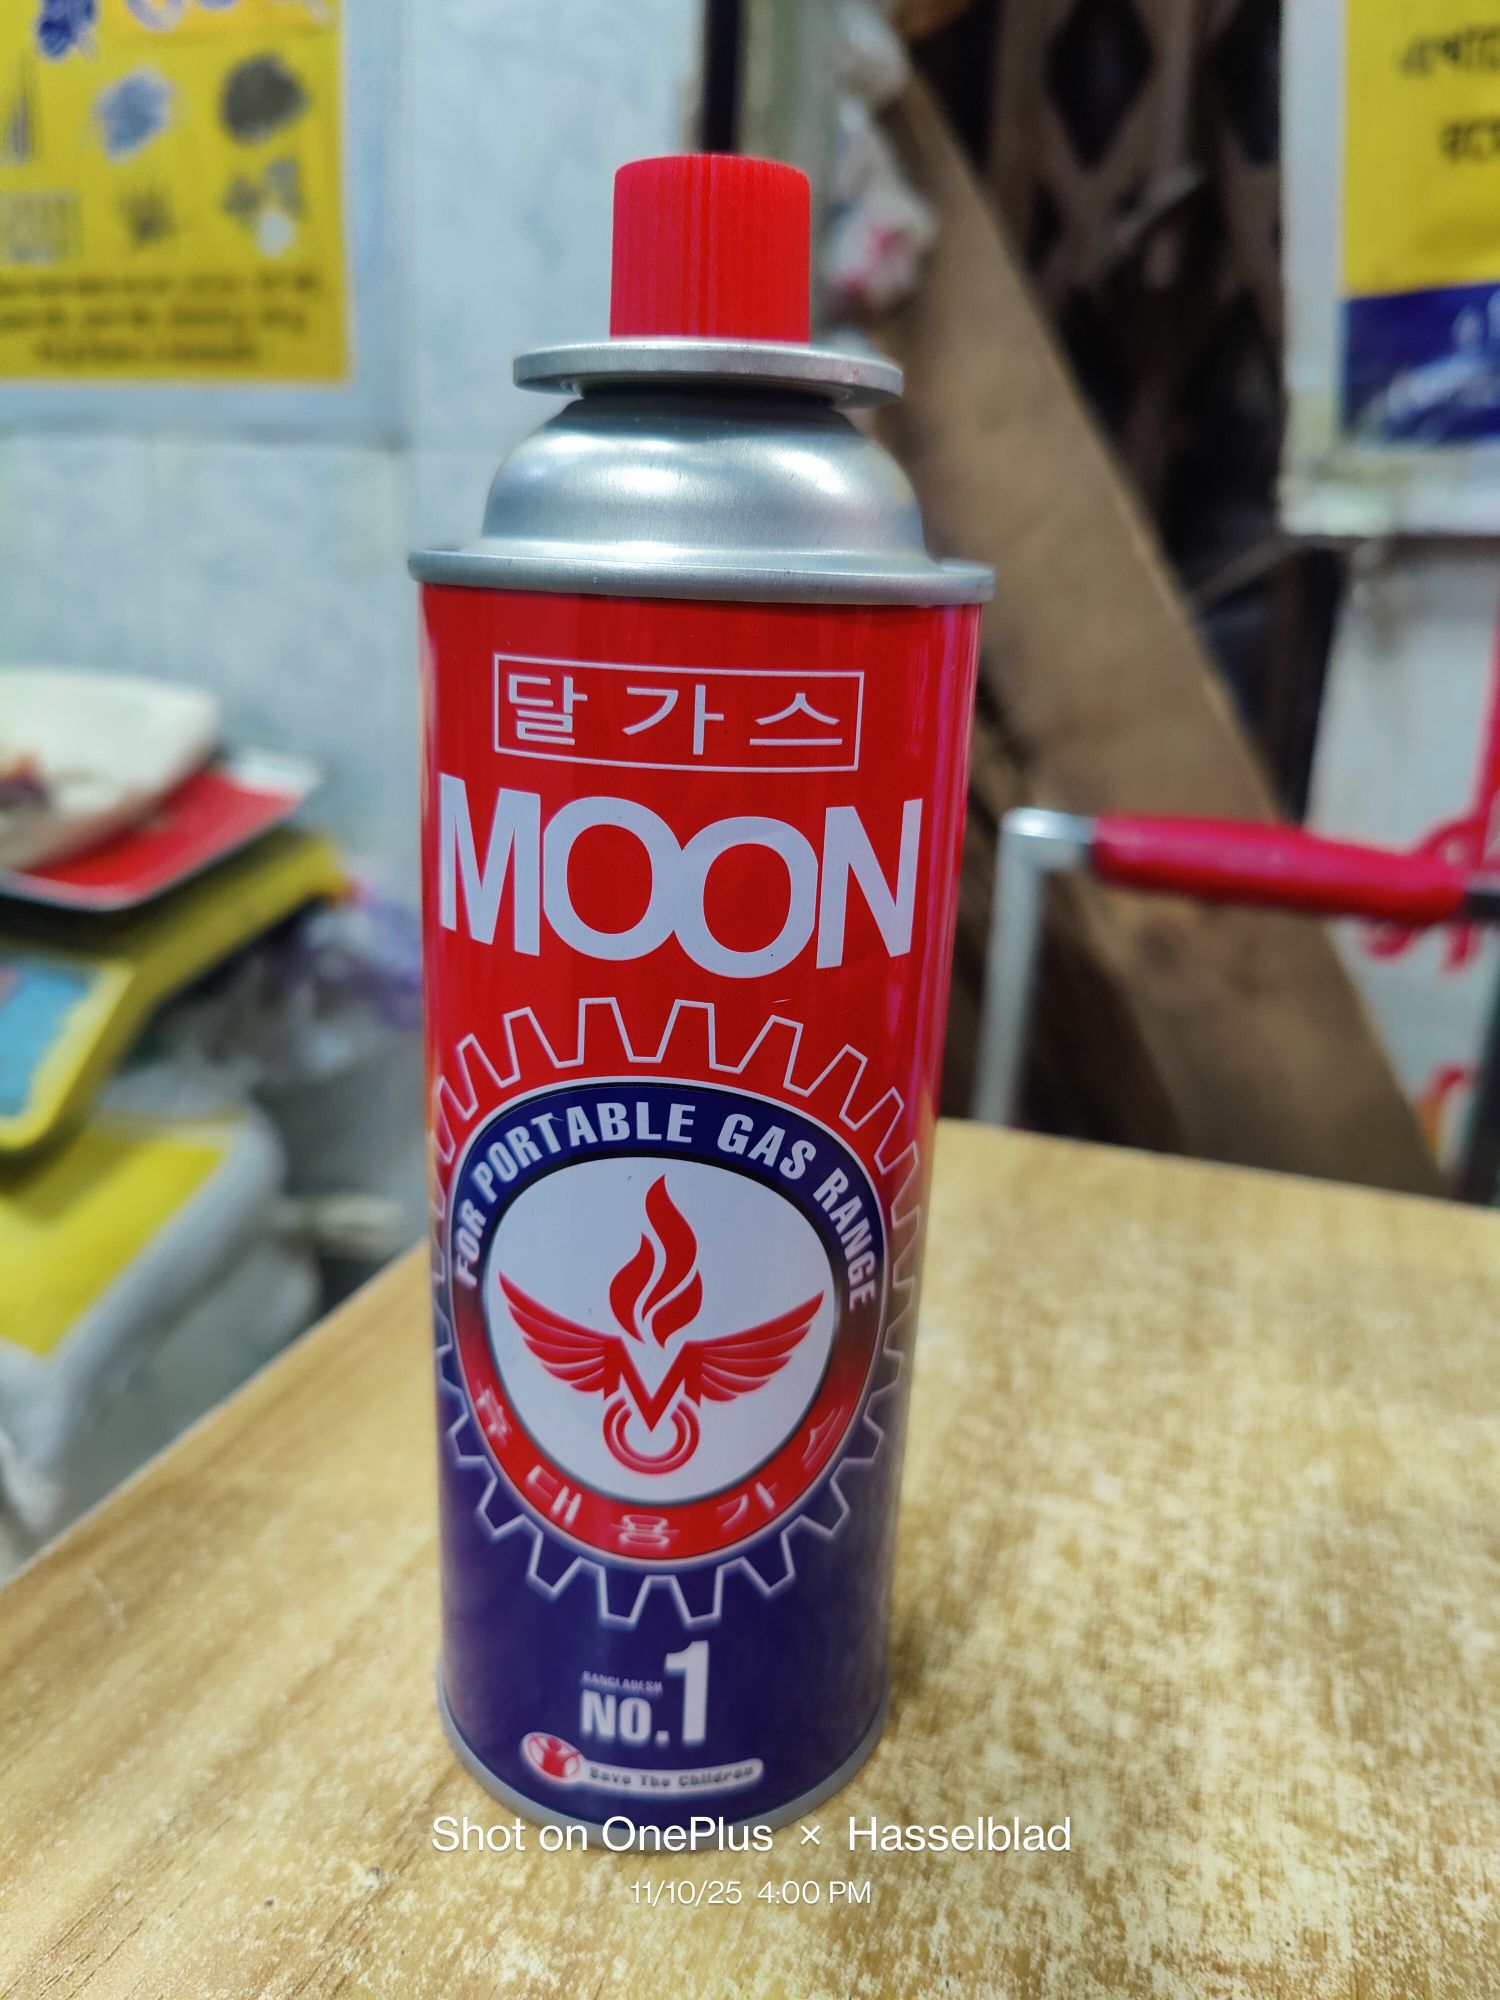 달가스
MOON
FOR PORTABLE GAS RANGE
휴대용가스
BANGLADESH
NO.1
Save The Children
Shot on OnePlus × Hasselblad
11/10/25 4:00 PM